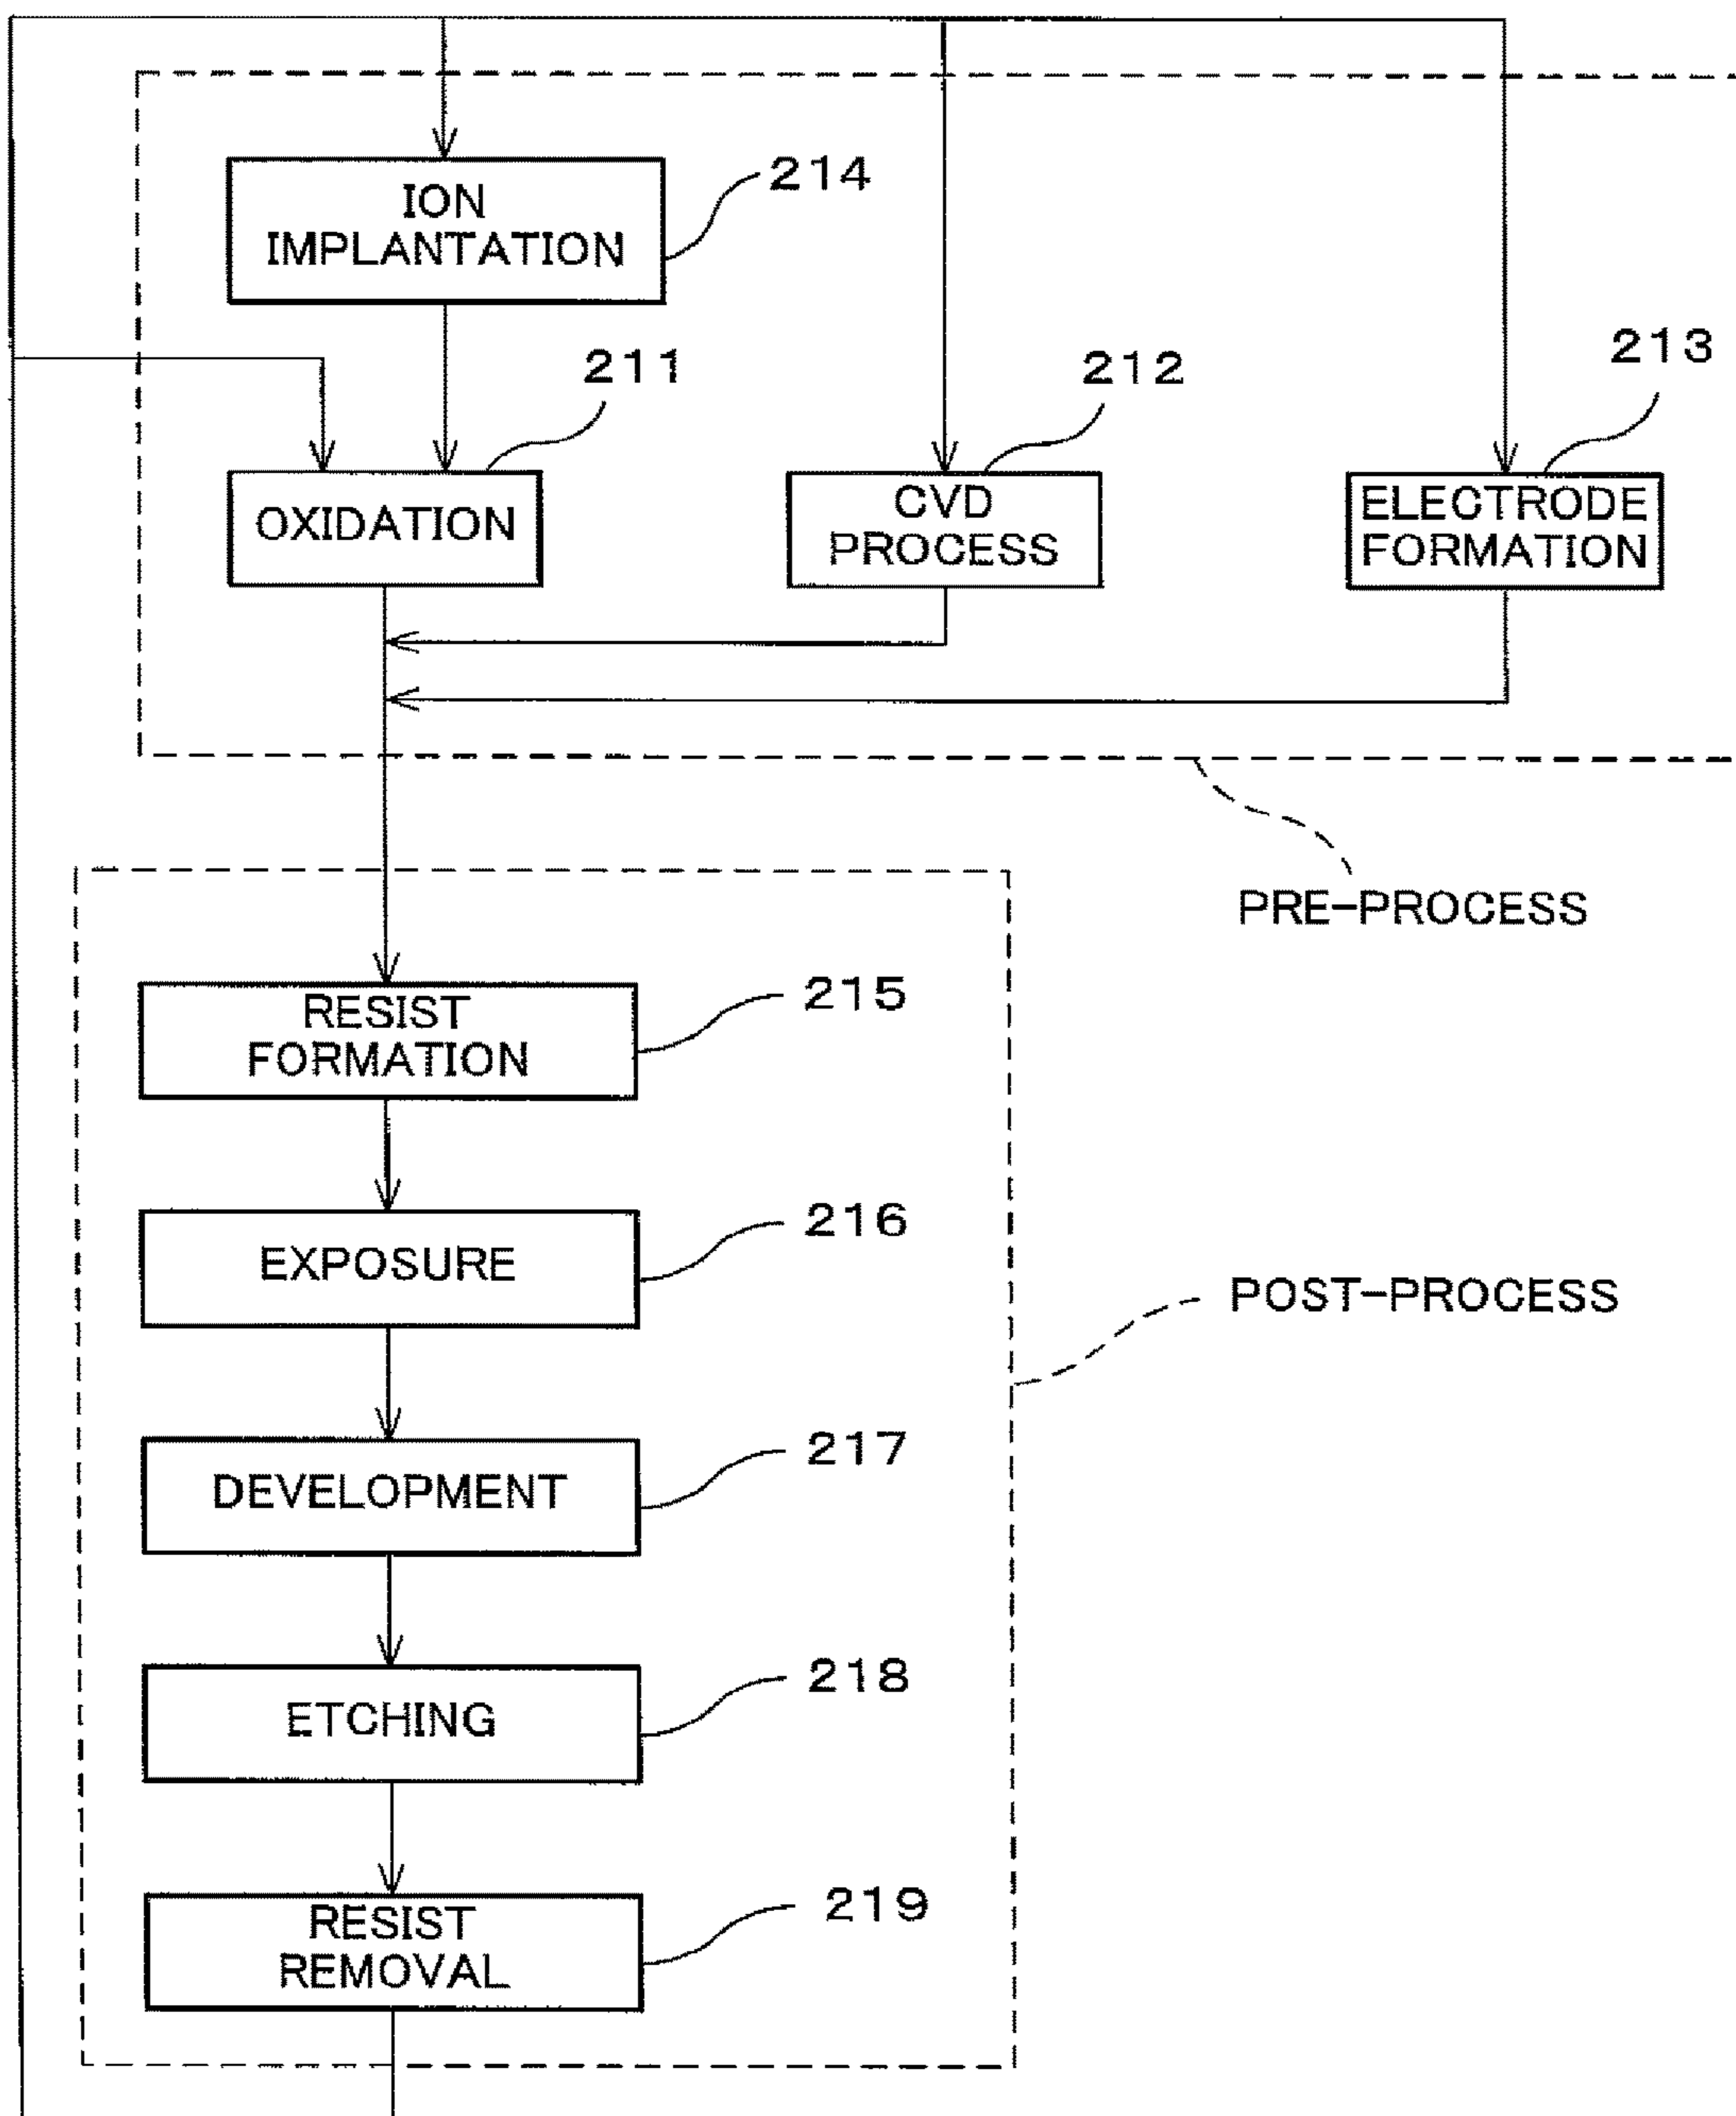 214
ION
IMPLANTATION
211
212
213
OXIDATION
CVD
PROCESS
ELECTRODE
FORMATION
PRE-PROCESS
215
RESIST
FORMATION
216
EXPOSURE
POST-PROCESS
217
DEVELOPMENT
218
ETCHING
219
RESIST
REMOVAL